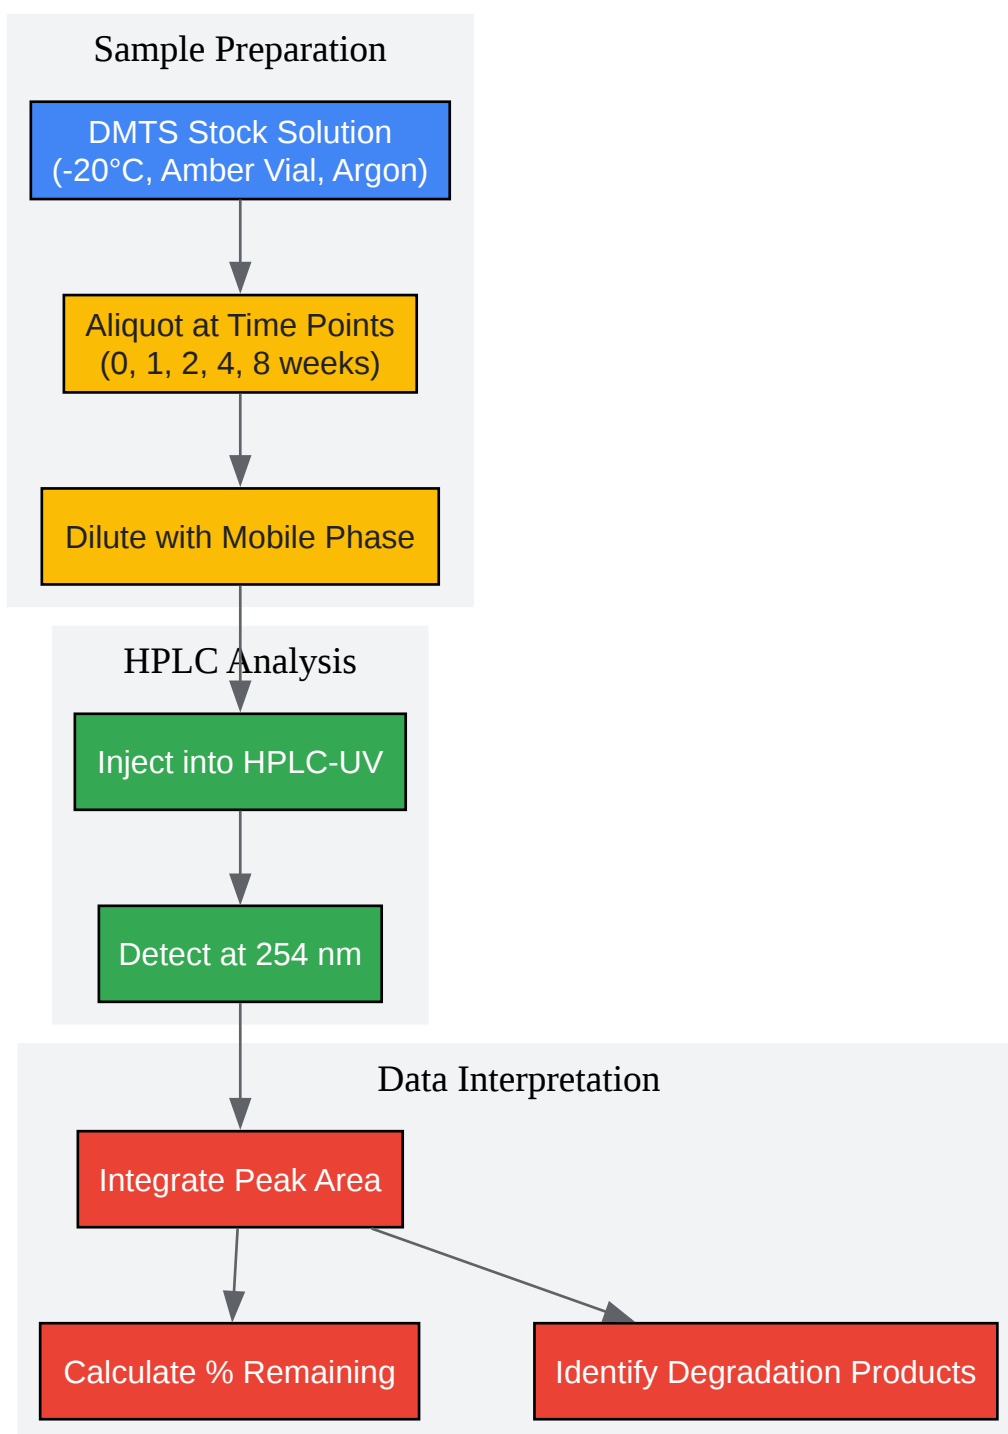 Sample Preparation
DMTS Stock Solution
(-20°C, Amber Vial, Argon)
Aliquot at Time Points
(0, 1, 2, 4, 8 weeks)
Dilute with Mobile Phase
HPLC Analysis
Inject into HPLC-UV
Detect at 254 nm
Data Interpretation
Integrate Peak Area
Calculate % Remaining
Identify Degradation Products